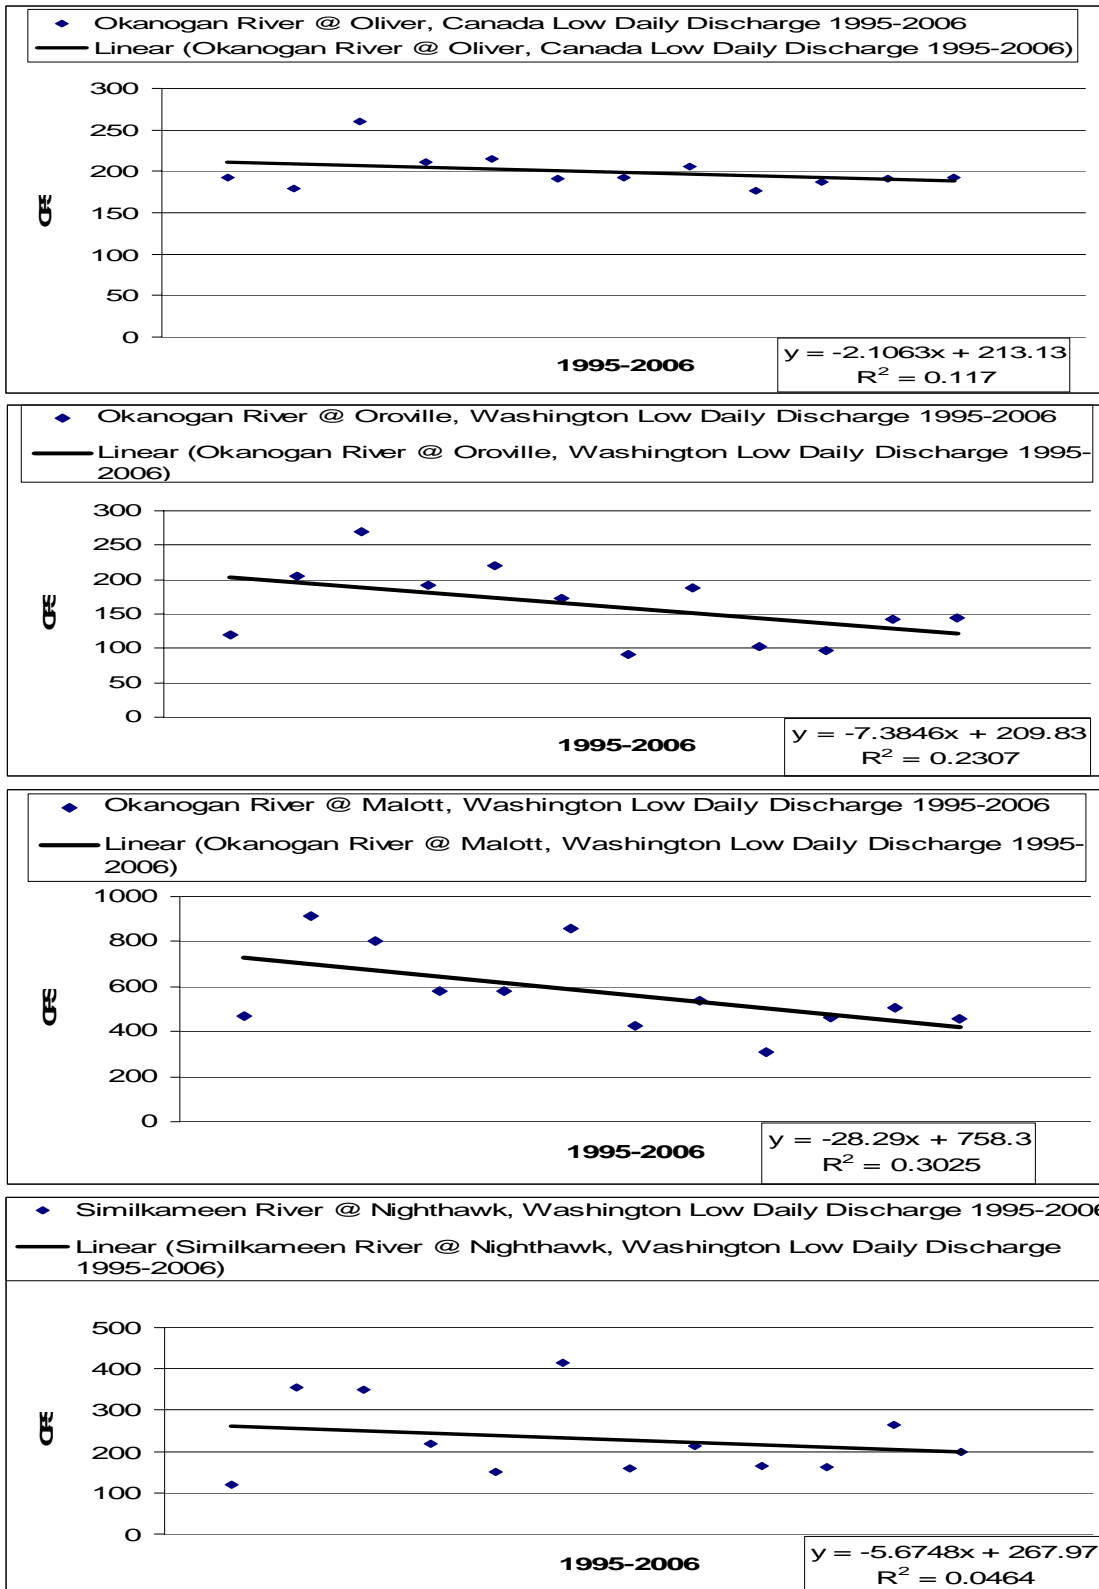 Okanogan River @ Oliver, Canada Low Daily Discharge 1995-2006
Linear (Okanogan River @ Oliver, Canada Low Daily Discharge 1995-2006)
300
250
200
150
100
50
0
CFS
1995-2006
y = -2.1063x + 213.13
R² = 0.117
Okanogan River @ Oroville, Washington Low Daily Discharge 1995-2006
Linear (Okanogan River @ Oroville, Washington Low Daily Discharge 1995-
2006)
300
250
200
150
100
50
0
CFS
1995-2006
y = -7.3846x + 209.83
R² = 0.2307
Okanogan River @ Malott, Washington Low Daily Discharge 1995-2006
Linear (Okanogan River @ Malott, Washington Low Daily Discharge 1995-
2006)
1000
800
600
400
200
0
CFS
1995-2006
y = -28.29x + 758.3
R² = 0.3025
Similkameen River @ Nighthawk, Washington Low Daily Discharge 1995-2006
Linear (Similkameen River @ Nighthawk, Washington Low Daily Discharge
1995-2006)
500
400
300
200
100
0
CFS
1995-2006
y = -5.6748x + 267.97
R² = 0.0464